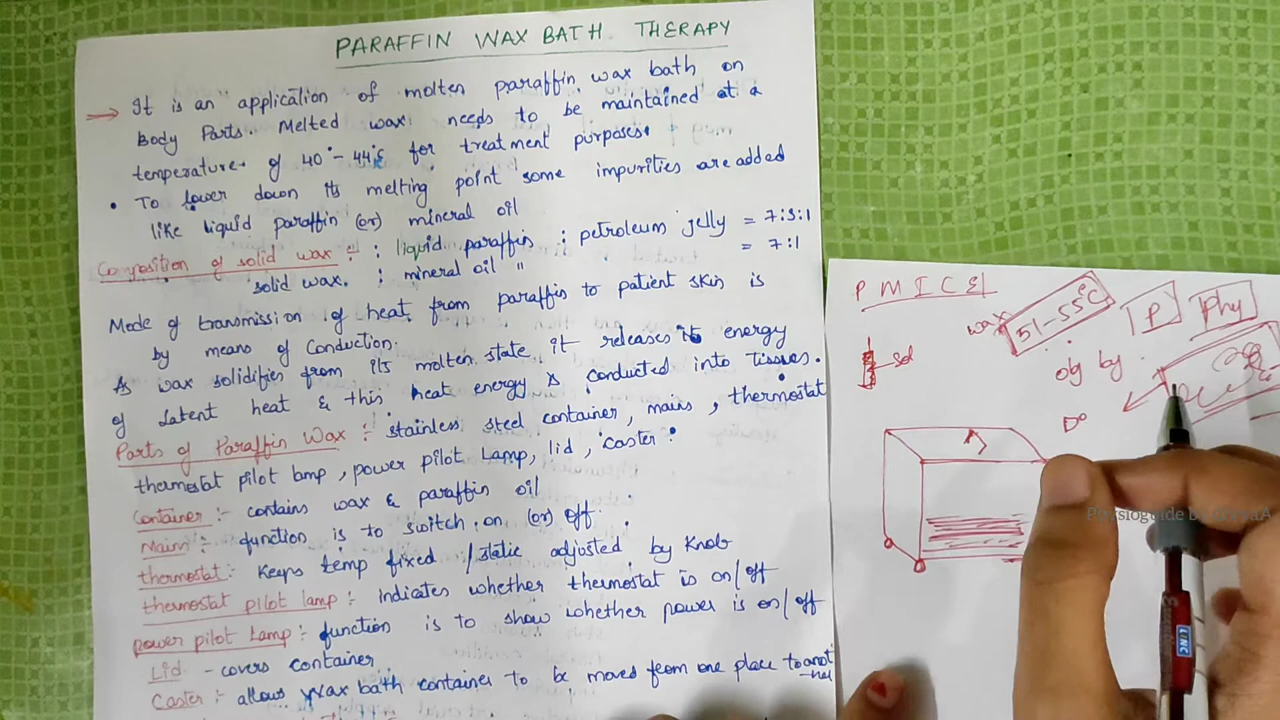 PARAFFIN WAX BATH THERAPY
→ It is an application of molten paraffin wax bath on
Body Parts. Melted wax needs to be maintained at a
temperature of 40°-44°c for treatment purposes.
• To lower down its melting point some impurities are added
like liquid paraffin (or) mineral oil
Composition of solid wax : liquid paraffin : petroleum jelly = 7:3:1
solid wax : mineral oil " = 7:1
Mode of transmission of heat from paraffin to patient skin is
by means of Conduction.
As wax solidifies from its molten state it releases its energy
of Latent heat & this heat energy is conducted into tissues.
Parts of Paraffin Wax :- stainless steel container, mains, thermostat
thermostat pilot lamp, power pilot Lamp, lid, caster :
Container :- contains wax & paraffin oil
Mains :- function is to switch on (or) off.
thermostat :- Keeps temp fixed /static adjusted by Knob
thermostat pilot lamp :- indicates whether thermostat is on/off
power pilot Lamp :- function is to show whether power is on/off
Lid - covers container
Caster :- allows Wax bath container to be moved from one place to anot
-her
P M I C E
wax 51-55°C
P Phy
Sol
obj by
D°
Physioguide By